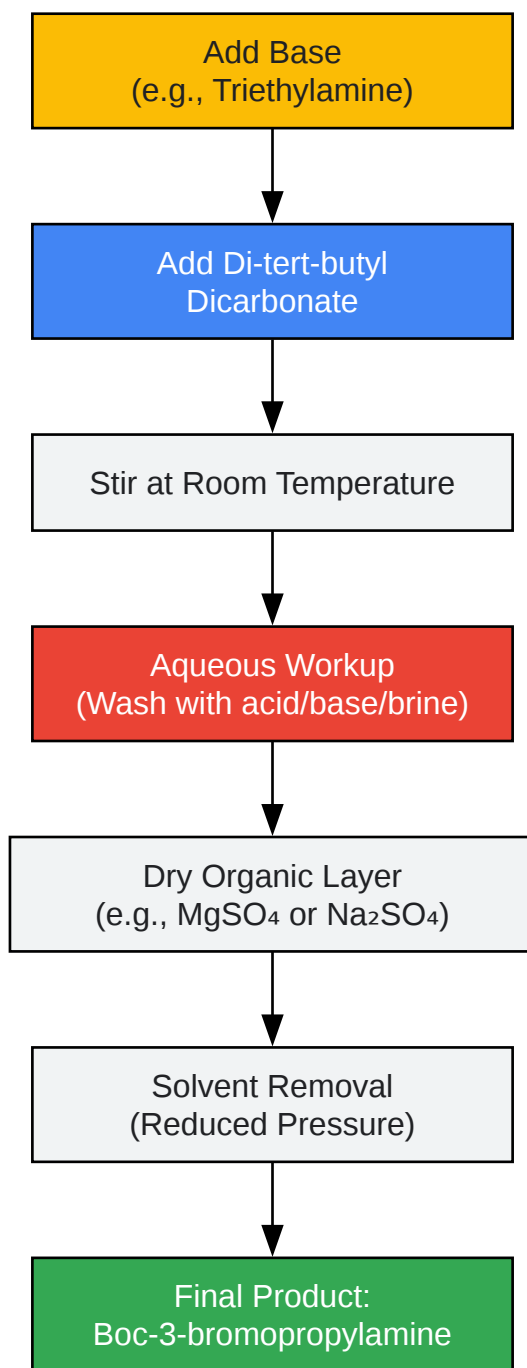 Add Base
(e.g., Triethylamine)
Add Di-tert-butyl
Dicarbonate
Stir at Room Temperature
Aqueous Workup
(Wash with acid/base/brine)
Dry Organic Layer
(e.g., MgSO₄ or Na₂SO₄)
Solvent Removal
(Reduced Pressure)
Final Product:
Boc-3-bromopropylamine